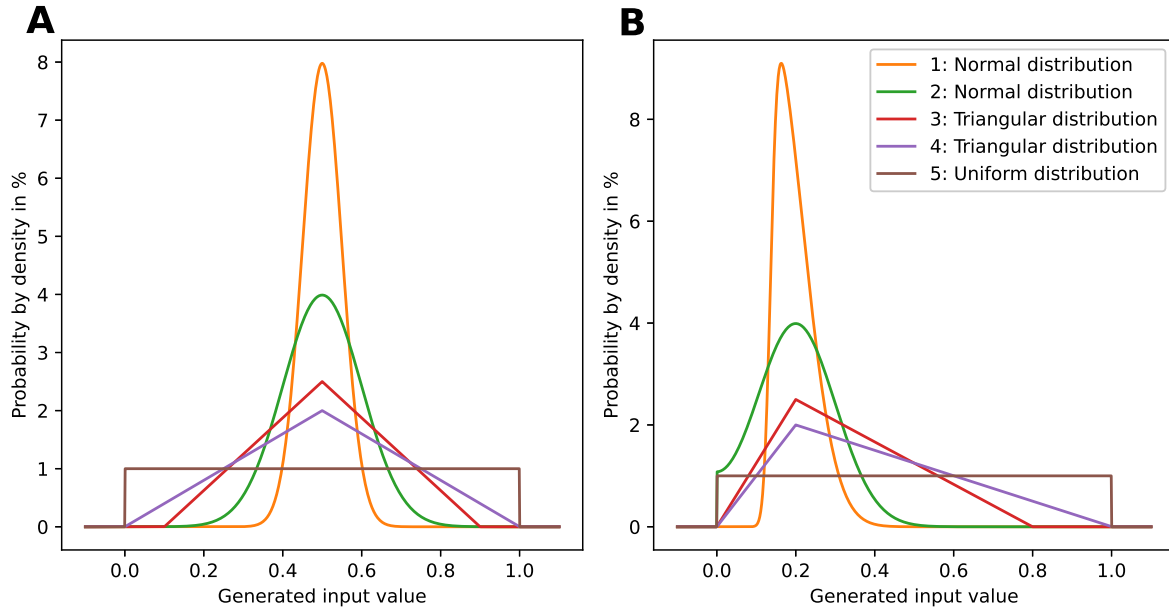 A
Probability by density in %
8
7
6
5
4
3
2
1
0
0.0 0.2 0.4 0.6 0.8 1.0
Generated input value
B
Probability by density in %
8
6
4
2
0
0.0 0.2 0.4 0.6 0.8 1.0
Generated input value
1: Normal distribution
2: Normal distribution
3: Triangular distribution
4: Triangular distribution
5: Uniform distribution